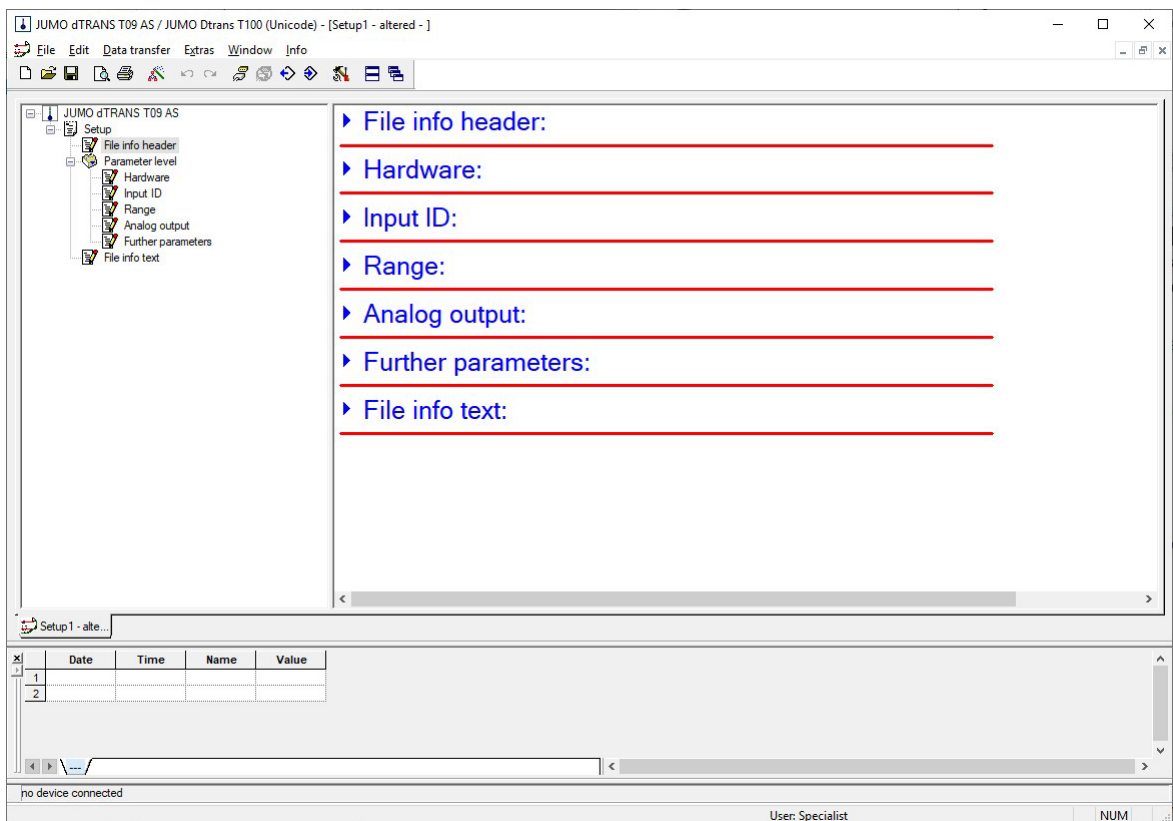 JUMO dTRANS T09 AS / JUMO Dtrans T100 (Unicode) - [Setup1 - altered - ]
File Edit Data transfer Extras Window Info
JUMO dTRANS T09 AS
Setup
File info header
Parameter level
Hardware
Input ID
Range
Analog output
Further parameters
File info text
File info header:
Hardware:
Input ID:
Range:
Analog output:
Further parameters:
File info text:
Setup1 - alte...
Date Time Name Value
1
2
---
no device connected
User: Specialist NUM